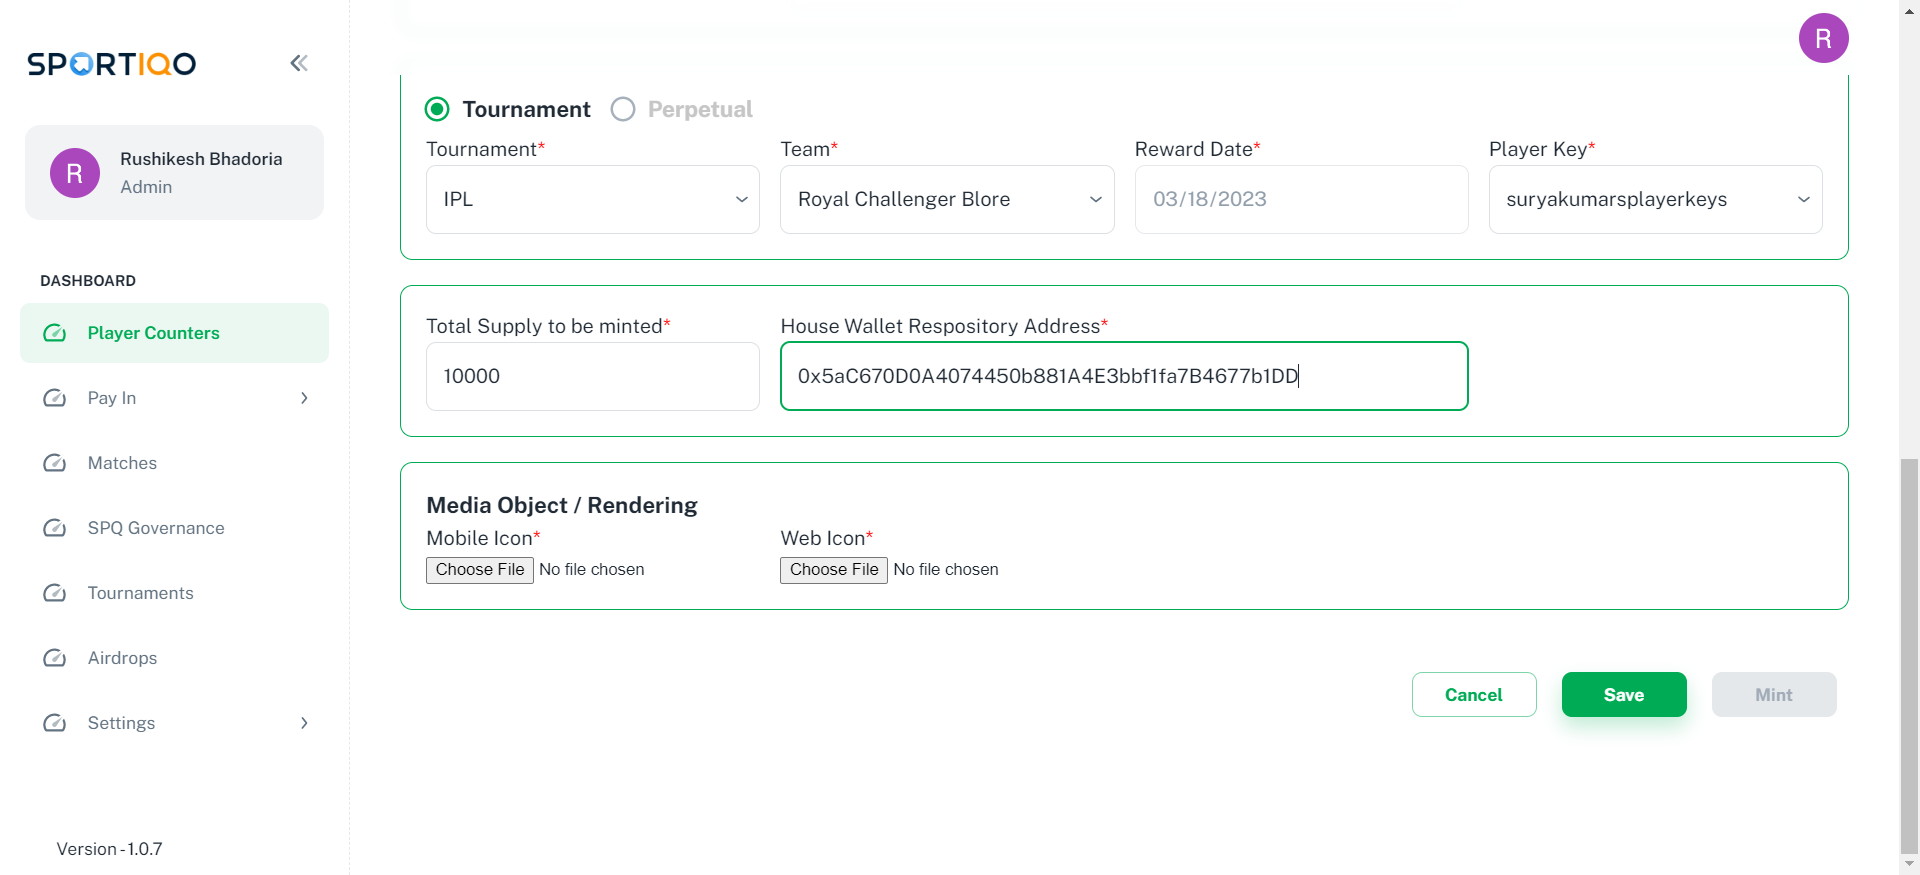 SPORTIQO
R
Rushikesh Bhadoria
Admin
R
DASHBOARD
Player Counters
Pay In
Matches
SPQ Governance
Tournaments
Airdrops
Settings
Version - 1.0.7
Tournament Perpetual
Tournament* Team* Reward Date* Player Key*
IPL Royal Challenger Blore 03/18/2023 suryakumarsplayerkeys
Total Supply to be minted* House Wallet Respository Address*
10000 0x5aC670D0A4074450b881A4E3bbf1fa7B4677b1DD
Media Object / Rendering
Mobile Icon* Web Icon*
Choose File No file chosen Choose File No file chosen
Cancel Save Mint